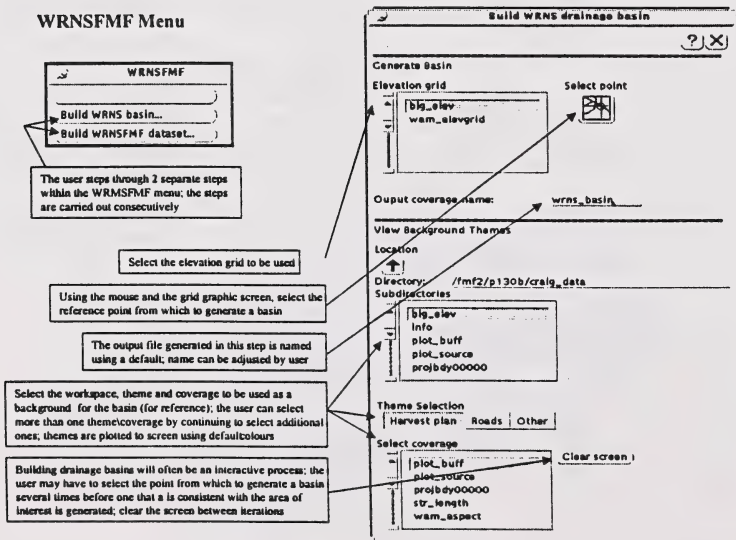 WRNSFMF Menu
WRNSFMF
Build WRNS basin...
Build WRNSFMF dataset...
The user steps through 2 separate steps
within the WRMSFMF menu; the steps
are carried out consecutively
Select the elevation grid to be used
Using the mouse and the grid graphic screen, select the
reference point from which to generate a basin
The output file generated in this step is named
using a default; name can be adjusted by user
Select the workspace, theme and coverage to be used as a
background for the basin (for reference); the user can select
more than one theme\coverage by continuing to select additional
ones; themes are plotted to screen using defaultcolours
Building drainage basins will often be an interactive process; the
user may have to select the point from which to generate a basin
several times before one that a is consistent with the area of
interest is generated; clear the screen between iterations
Build WRNS drainage basin
?
Generate Basin
Elevation grid
Select point
big_elev
wam_elevgrid
Ouput coverage name: wrns_basin
View Background Themes
Location
Directory: /fmf2/p130b/craig_data
Subdirectories
big_elev
info
plot_buff
plot_source
projbdy00000
Theme Selection
Harvest plan Roads Other
Select coverage
Clear screen
plot_buff
plot_source
projbdy00000
str_length
wam_aspect